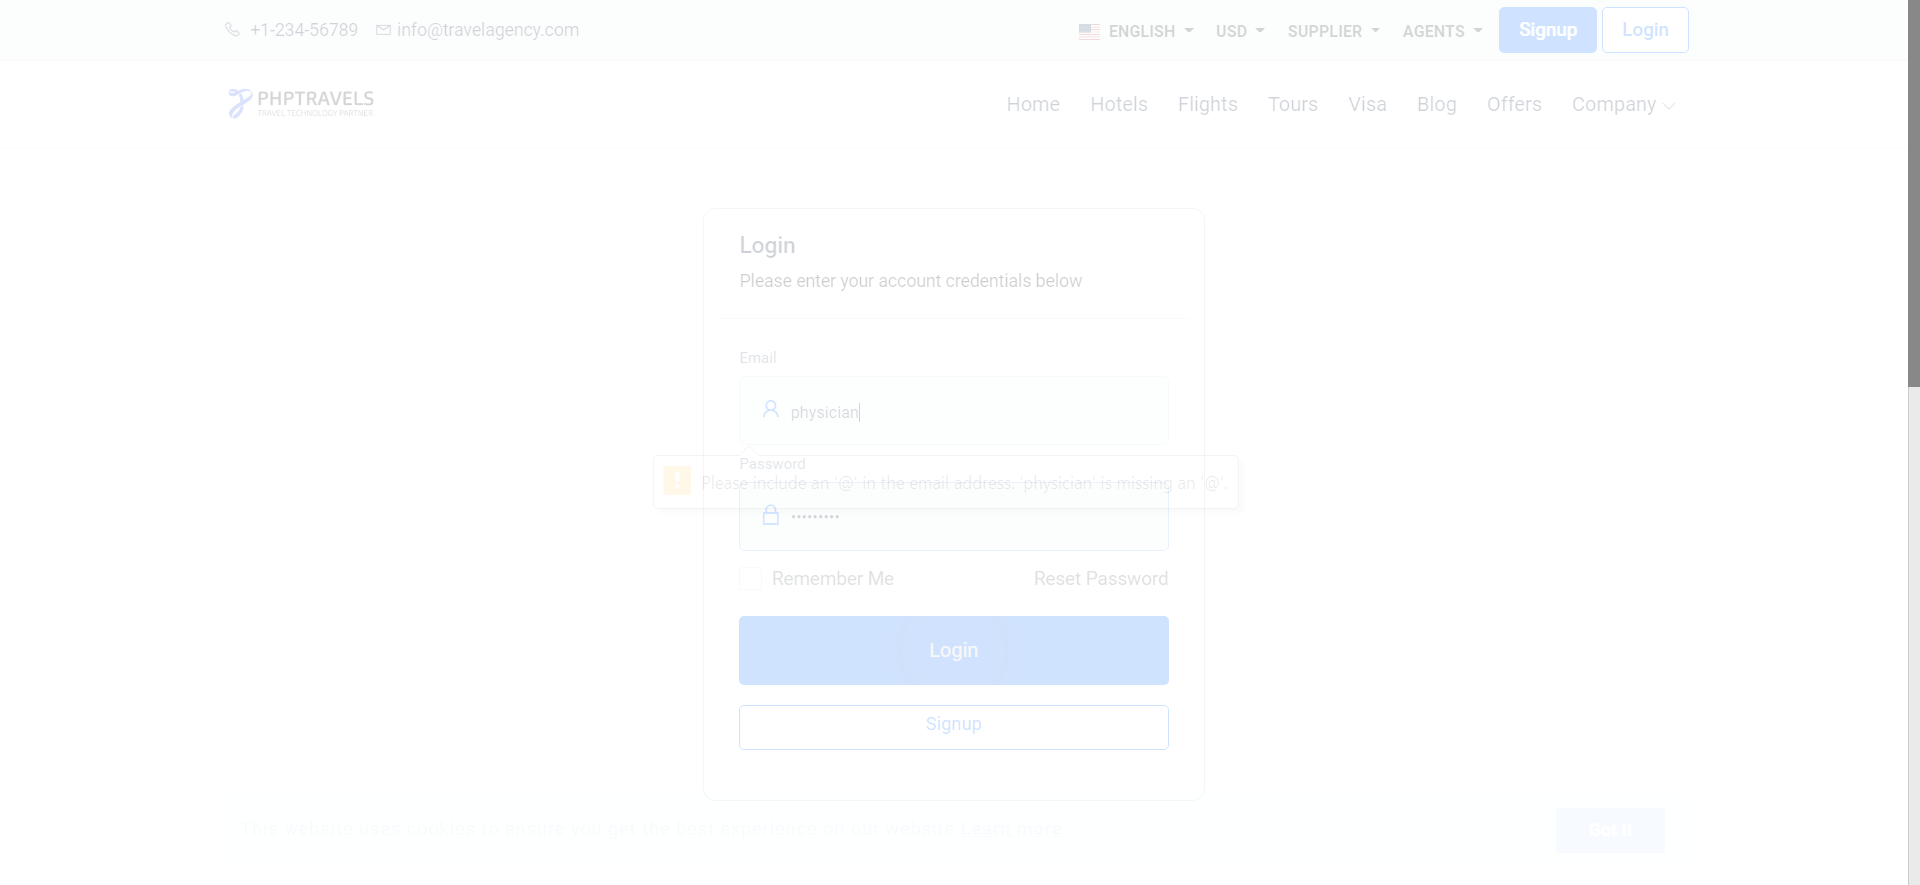 +1-234-56789 info@travelagency.com ENGLISH USD SUPPLIER AGENTS Signup Login
PHPTRAVELS
TRAVEL TECHNOLOGY PARTNER
Home Hotels Flights Tours Visa Blog Offers Company
Login
Please enter your account credentials below
Email
physician
Password
! Please include an '@' in the email address. 'physician' is missing an '@'.
•••••••••
Remember Me Reset Password
Login
Signup
This website uses cookies to ensure you get the best experience on our website Learn more
Got It